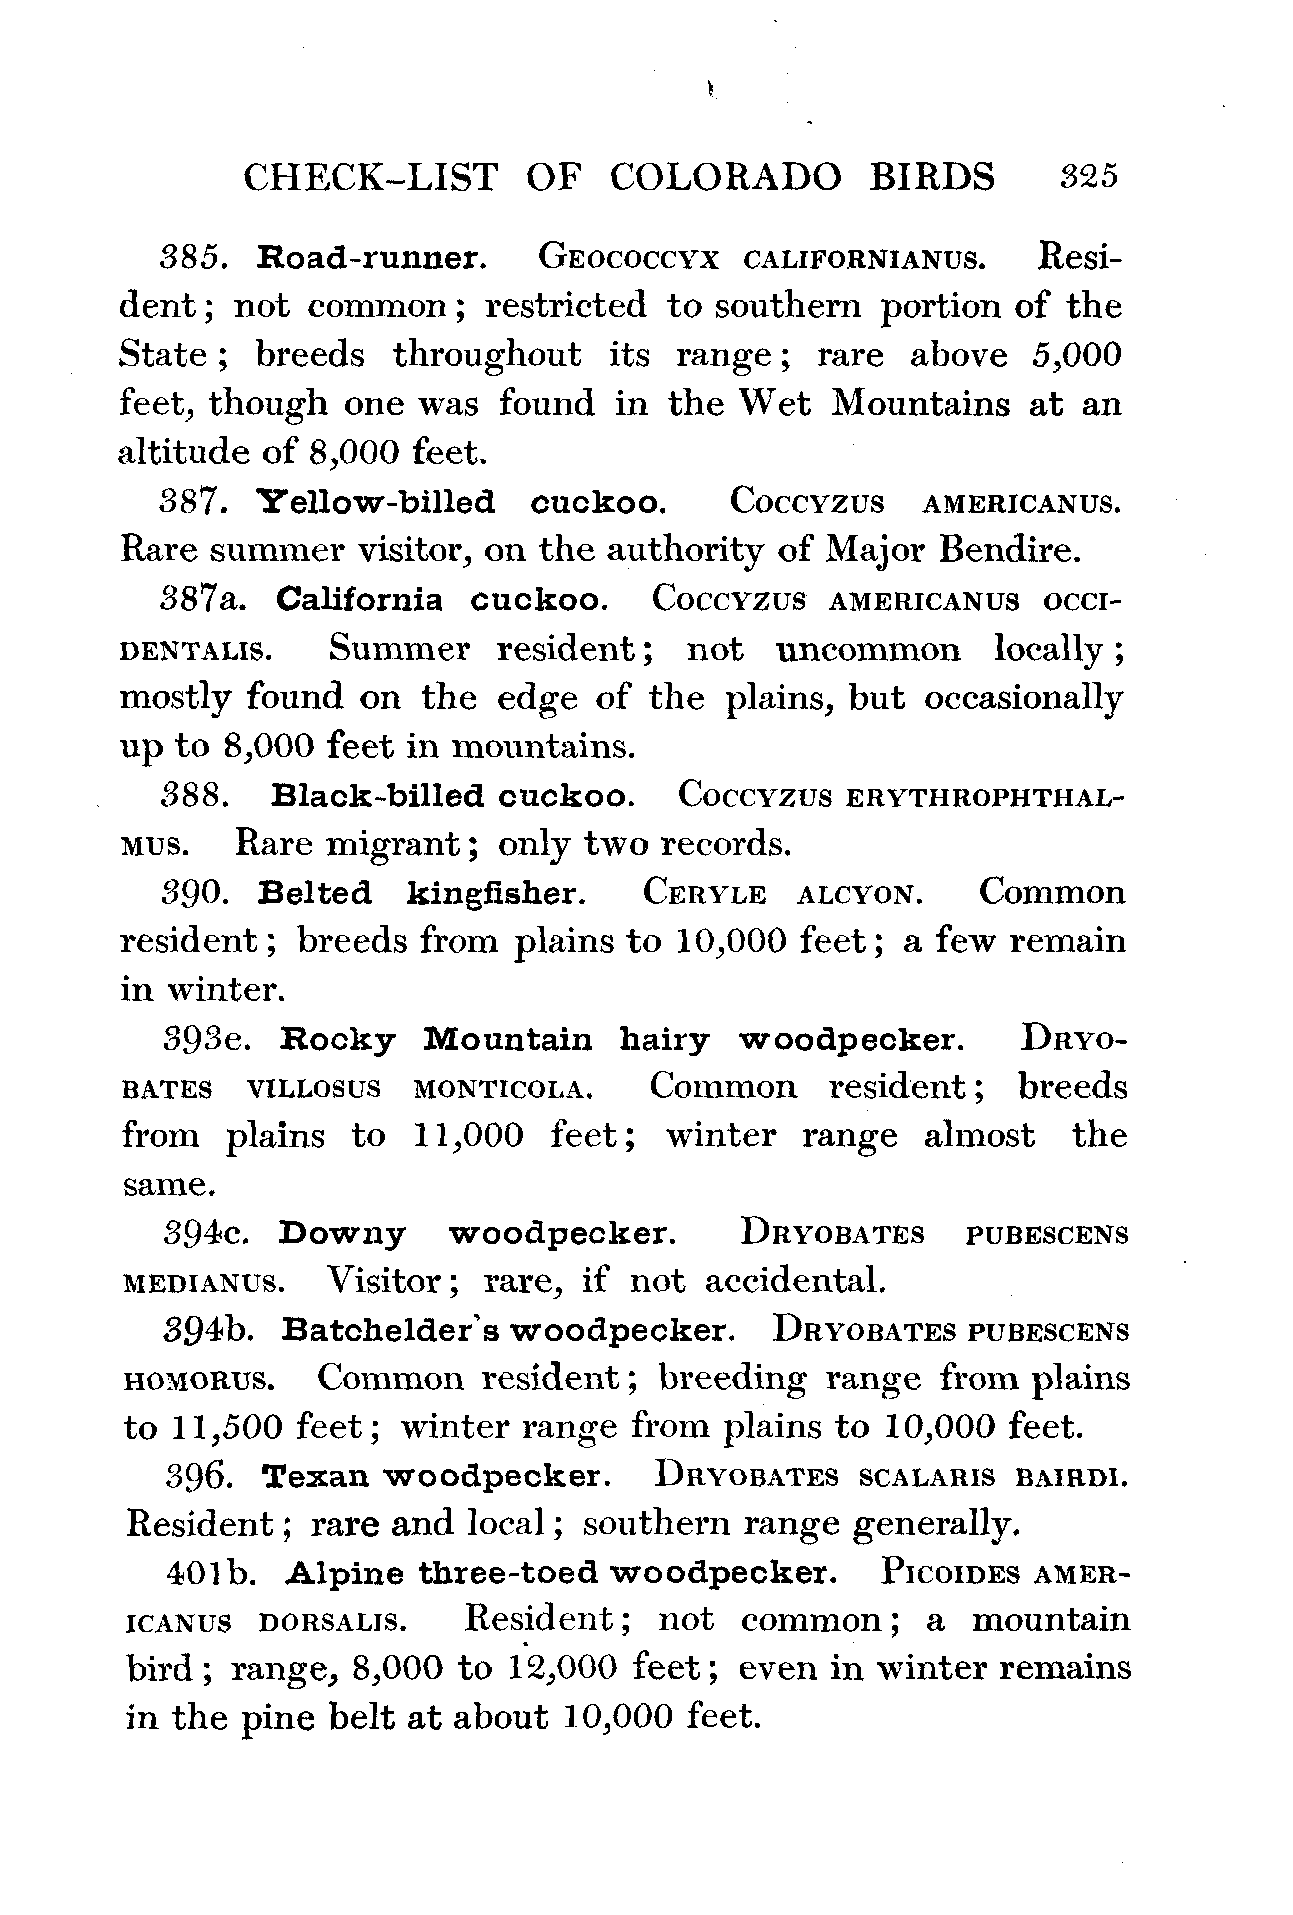 CHECK-LIST OF COLORADO BIRDS 325
385. Road-runner. GEOCOCCYX CALIFORNIANUS. Resi-
dent; not common; restricted to southern portion of the
State; breeds throughout its range; rare above 5,000
feet, though one was found in the Wet Mountains at an
altitude of 8,000 feet.
387. Yellow-billed cuckoo. COCCYZUS AMERICANUS.
Rare summer visitor, on the authority of Major Bendire.
387a. California cuckoo. COCCYZUS AMERICANUS OCCI-
DENTALIS. Summer resident; not uncommon locally;
mostly found on the edge of the plains, but occasionally
up to 8,000 feet in mountains.
388. Black-billed cuckoo. COCCYZUS ERYTHROPHTHAL-
MUS. Rare migrant; only two records.
390. Belted kingfisher. CERYLE ALCYON. Common
resident; breeds from plains to 10,000 feet; a few remain
in winter.
393e. Rocky Mountain hairy woodpecker. DRYO-
BATES VILLOSUS MONTICOLA. Common resident; breeds
from plains to 11,000 feet; winter range almost the
same.
394c. Downy woodpecker. DRYOBATES PUBESCENS
MEDIANUS. Visitor; rare, if not accidental.
394b. Batchelder's woodpecker. DRYOBATES PUBESCENS
HOMORUS. Common resident; breeding range from plains
to 11,500 feet; winter range from plains to 10,000 feet.
396. Texan woodpecker. DRYOBATES SCALARIS BAIRDI.
Resident; rare and local; southern range generally.
401b. Alpine three-toed woodpecker. PICOIDES AMER-
ICANUS DORSALIS. Resident; not common; a mountain
bird; range, 8,000 to 12,000 feet; even in winter remains
in the pine belt at about 10,000 feet.